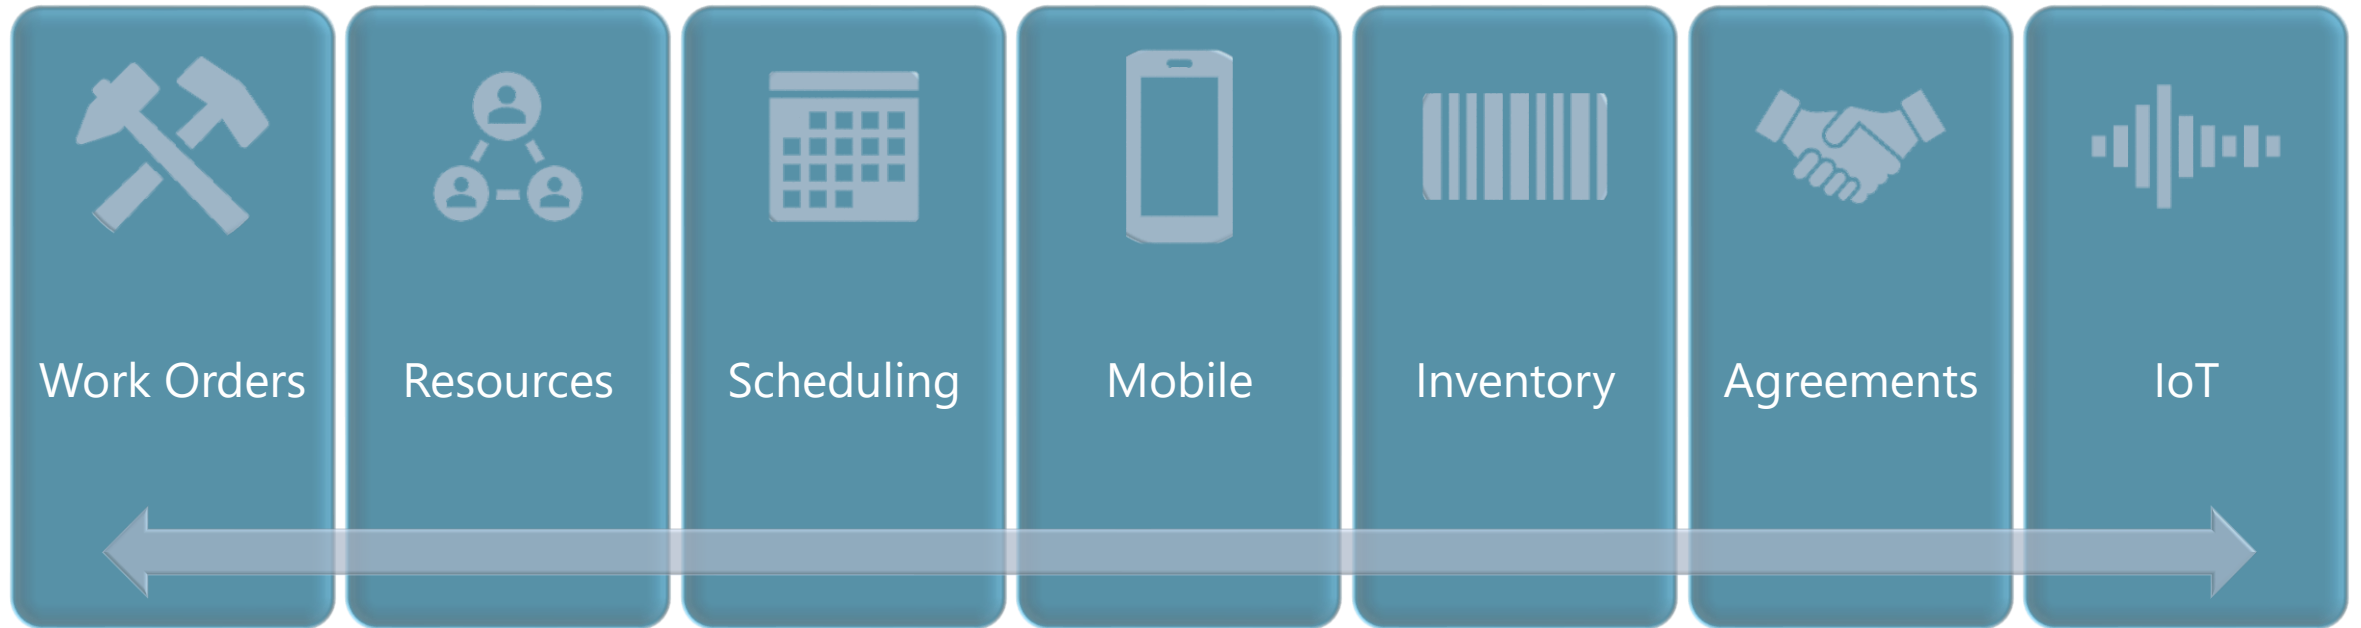 Work Orders
Resources
Scheduling
Mobile
Inventory
Agreements
IoT